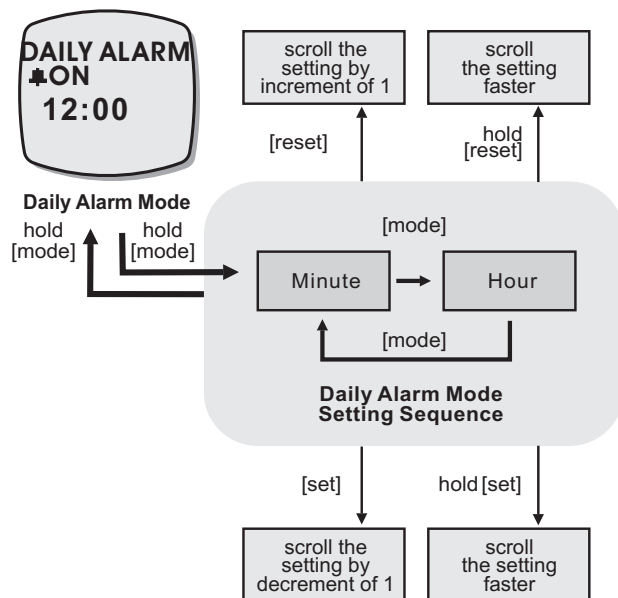 DAILY ALARM
ON
12:00
Daily Alarm Mode
hold
[mode]
hold
[mode]
scroll the
setting by
increment of 1
scroll
the setting
faster
[reset]
hold
[reset]
[mode]
Minute
Hour
[mode]
Daily Alarm Mode
Setting Sequence
[set]
hold [set]
scroll the
setting by
decrement of 1
scroll
the setting
faster